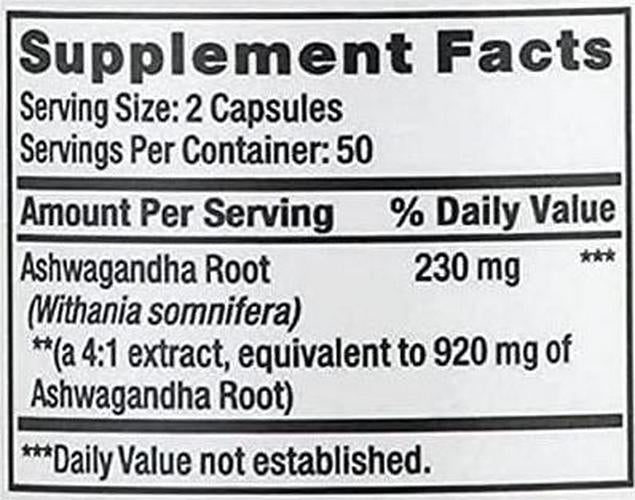 Supplement Facts
Serving Size: 2 Capsules
Servings Per Container: 50
Amount Per Serving % Daily Value
Ashwagandha Root 230 mg ***
(Withania somnifera)
**(a 4:1 extract, equivalent to 920 mg of
Ashwagandha Root)
***Daily Value not established.